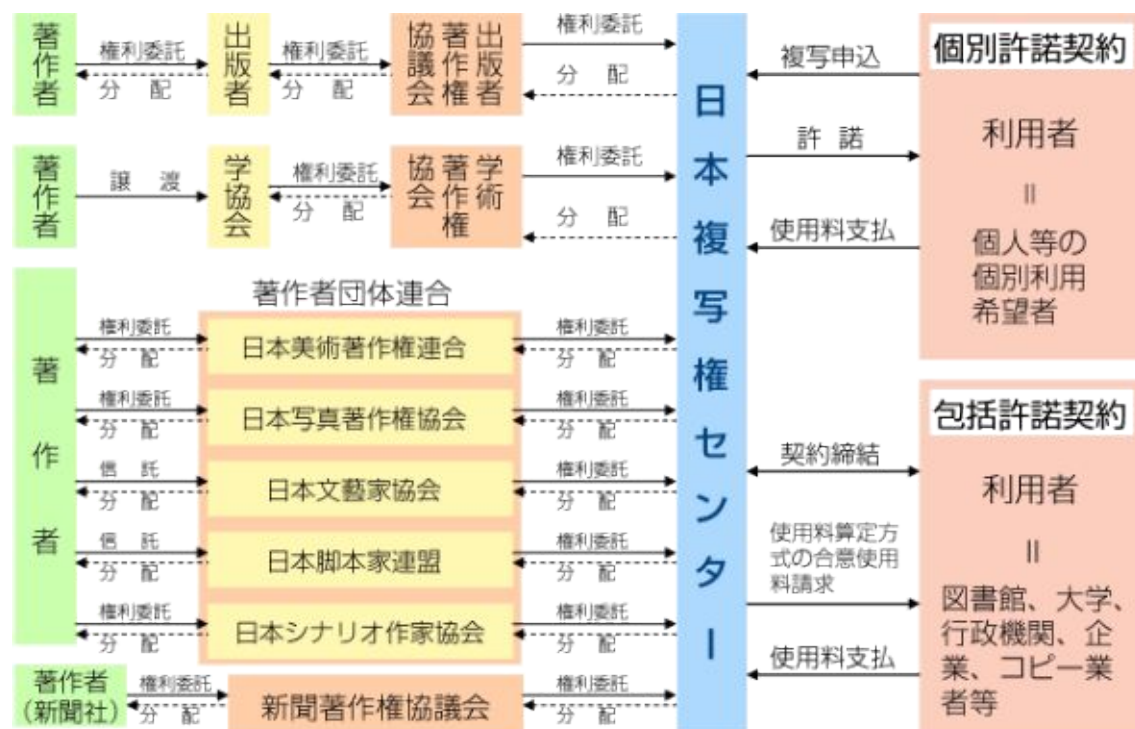 著作者
権利委託
分 配
出版者
権利委託
分 配
出版者
著作権
協議会
権利委託
分 配
著作者
譲 渡
学協会
権利委託
分 配
学術
著作権
協会
権利委託
分 配
著作者
著作者団体連合
権利委託
分 配
日本美術著作権連合
権利委託
分 配
権利委託
分 配
日本写真著作権協会
権利委託
分 配
信 託
分 配
日本文藝家協会
権利委託
分 配
信 託
分 配
日本脚本家連盟
権利委託
分 配
権利委託
分 配
日本シナリオ作家協会
権利委託
分 配
著作者
(新聞社)
権利委託
分 配
新聞著作権協議会
権利委託
分 配
日本複写権センター
複写申込
許 諾
使用料支払
個別許諾契約
利用者
=
個人等の
個別利用
希望者
契約締結
使用料算定方
式の合意使用
料請求
使用料支払
包括許諾契約
利用者
=
図書館、大学、
行政機関、企
業、コピー業
者等